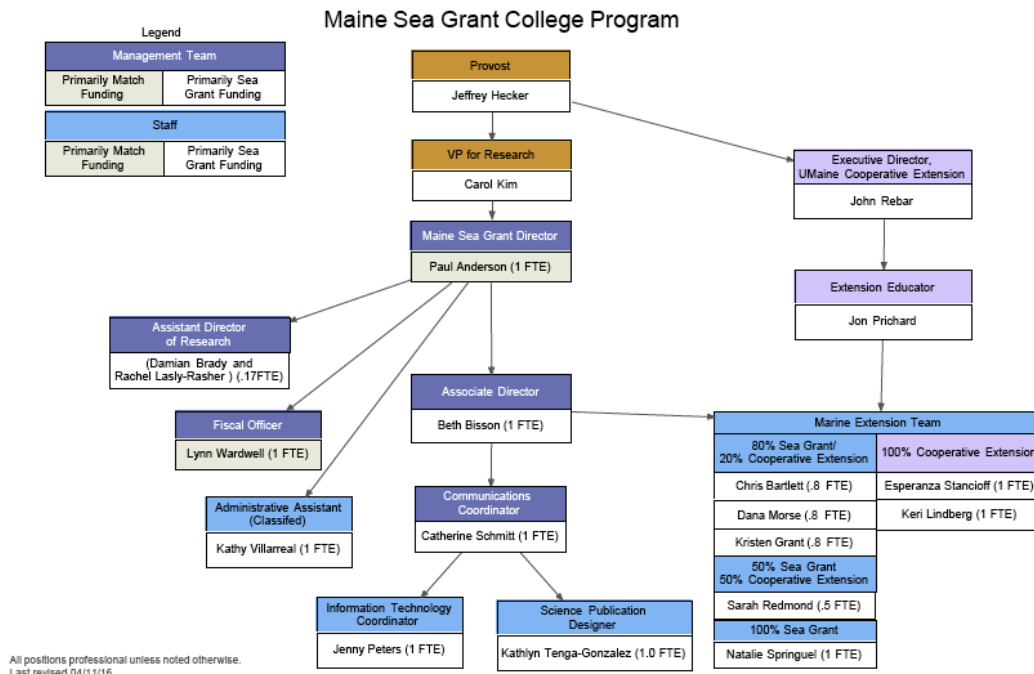 Maine Sea Grant College Program
Legend
Management Team
Primarily Match
Funding
Primarily Sea
Grant Funding
Staff
Primarily Match
Funding
Primarily Sea
Grant Funding
Provost
Jeffrey Hecker
VP for Research
Carol Kim
Executive Director,
UMaine Cooperative Extension
John Rebar
Maine Sea Grant Director
Paul Anderson (1 FTE)
Extension Educator
Jon Prichard
Assistant Director
of Research
(Damian Brady and
Rachel Lasly-Rasher ) (.17FTE)
Associate Director
Beth Bisson (1 FTE)
Fiscal Officer
Lynn Wardwell (1 FTE)
Marine Extension Team
80% Sea Grant/
20% Cooperative Extension
Chris Bartlett (.8 FTE)
Dana Morse (.8 FTE)
Kristen Grant (.8 FTE)
50% Sea Grant
50% Cooperative Extension
Sarah Redmond (.5 FTE)
100% Sea Grant
Natalie Springuel (1 FTE)
100% Cooperative Extension
Esperanza Stancioff (1 FTE)
Keri Lindberg (1 FTE)
Administrative Assistant
(Classifed)
Kathy Villarreal (1 FTE)
Communications
Coordinator
Catherine Schmitt (1 FTE)
Information Technology
Coordinator
Jenny Peters (1 FTE)
Science Publication
Designer
Kathlyn Tenga-Gonzalez (1.0 FTE)
All positions professional unless noted otherwise.
Last revised 04/11/16